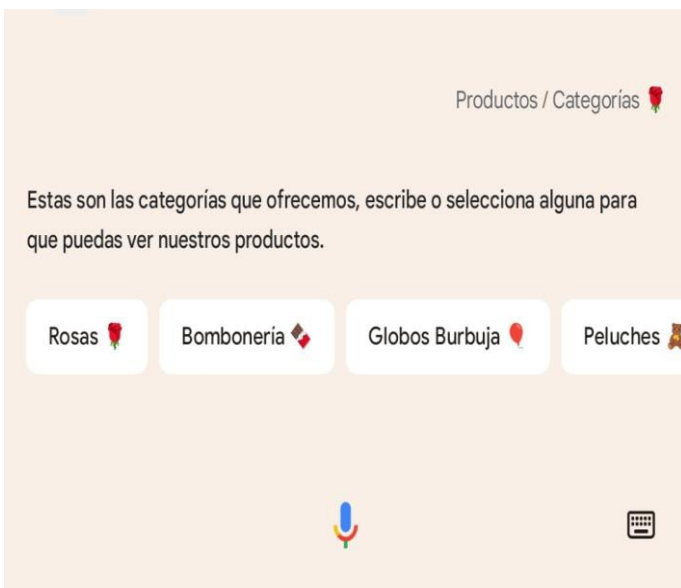 Productos / Categorías 🌹
Estas son las categorías que ofrecemos, escribe o selecciona alguna para
que puedas ver nuestros productos.
Rosas 🌹 Bombonería 🍫 Globos Burbuja 🎈 Peluches 🧸